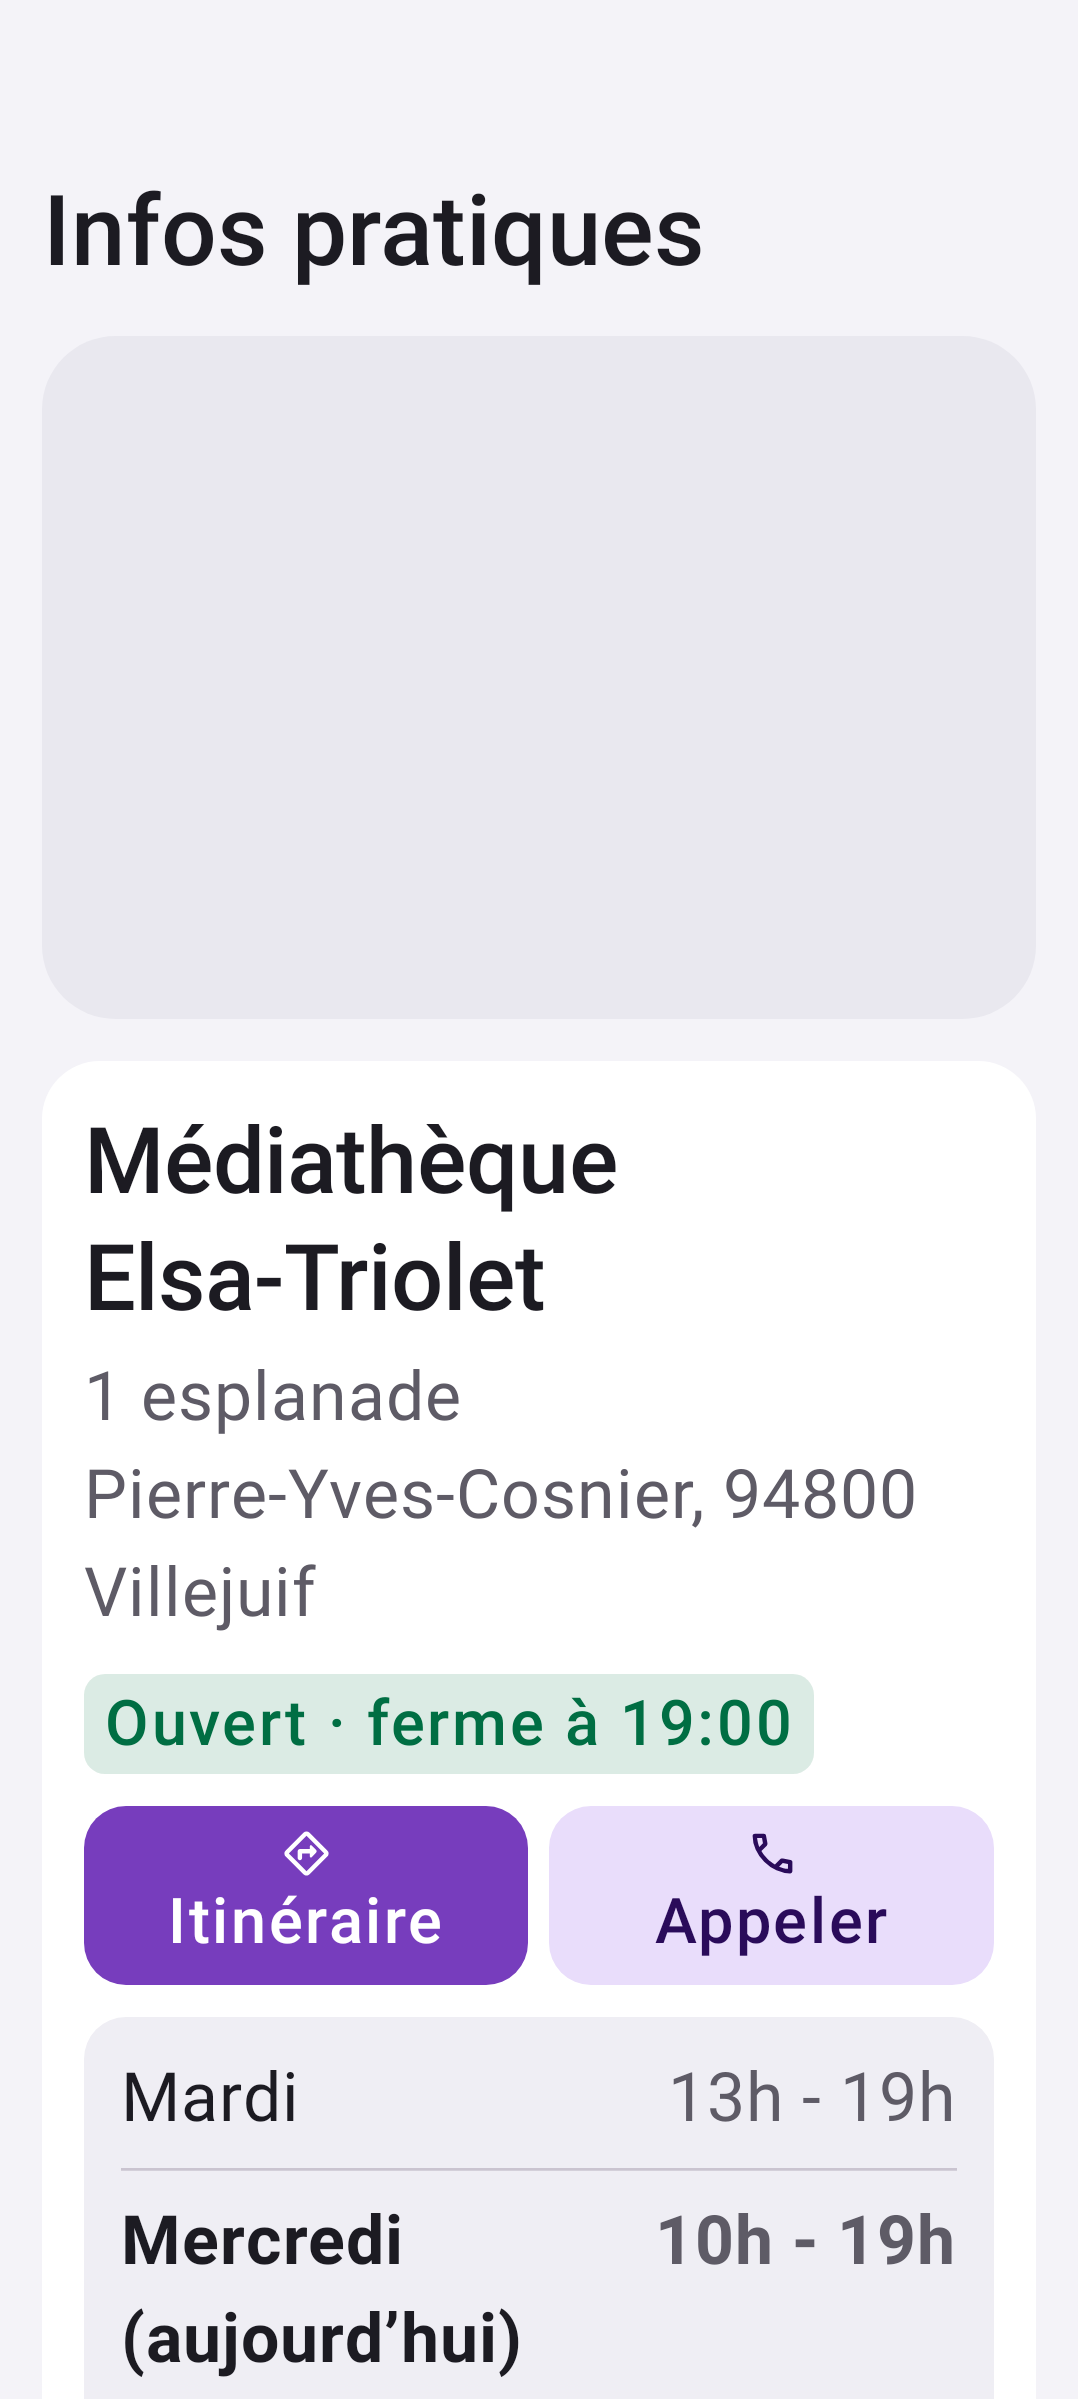 Infos pratiques
Médiathèque
Elsa-Triolet
1 esplanade
Pierre-Yves-Cosnier, 94800
Villejuif
Ouvert · ferme à 19:00
Itinéraire
Appeler
Mardi 13h - 19h
Mercredi 10h - 19h
(aujourd’hui)